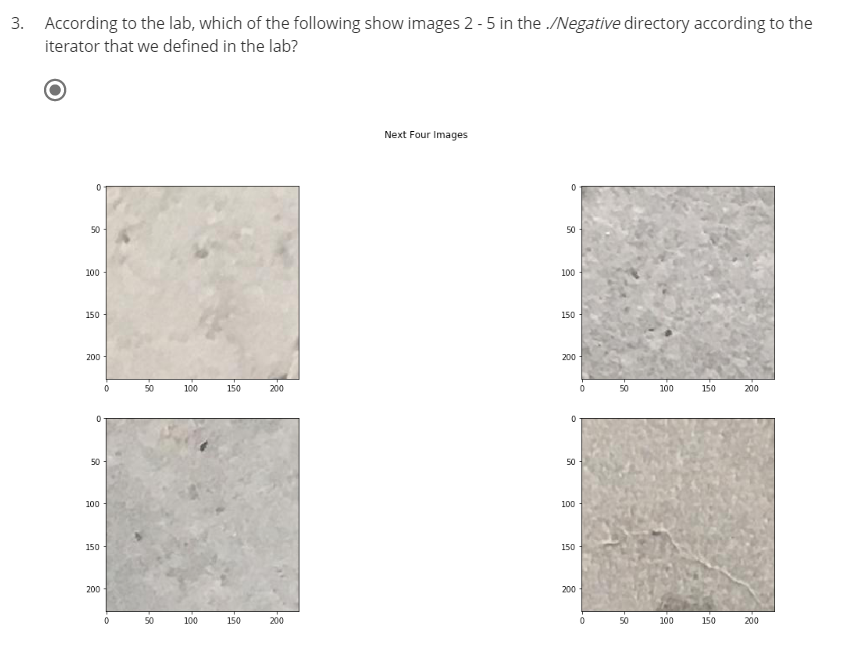 3. According to the lab, which of the following show images 2 - 5 in the ./Negative directory according to the
iterator that we defined in the lab?
Next Four Images
0
50
100
150
200
0 50 100 150 200
0
50
100
150
200
0 50 100 150 200
0
50
100
150
200
0 50 100 150 200
0
50
100
150
200
0 50 100 150 200